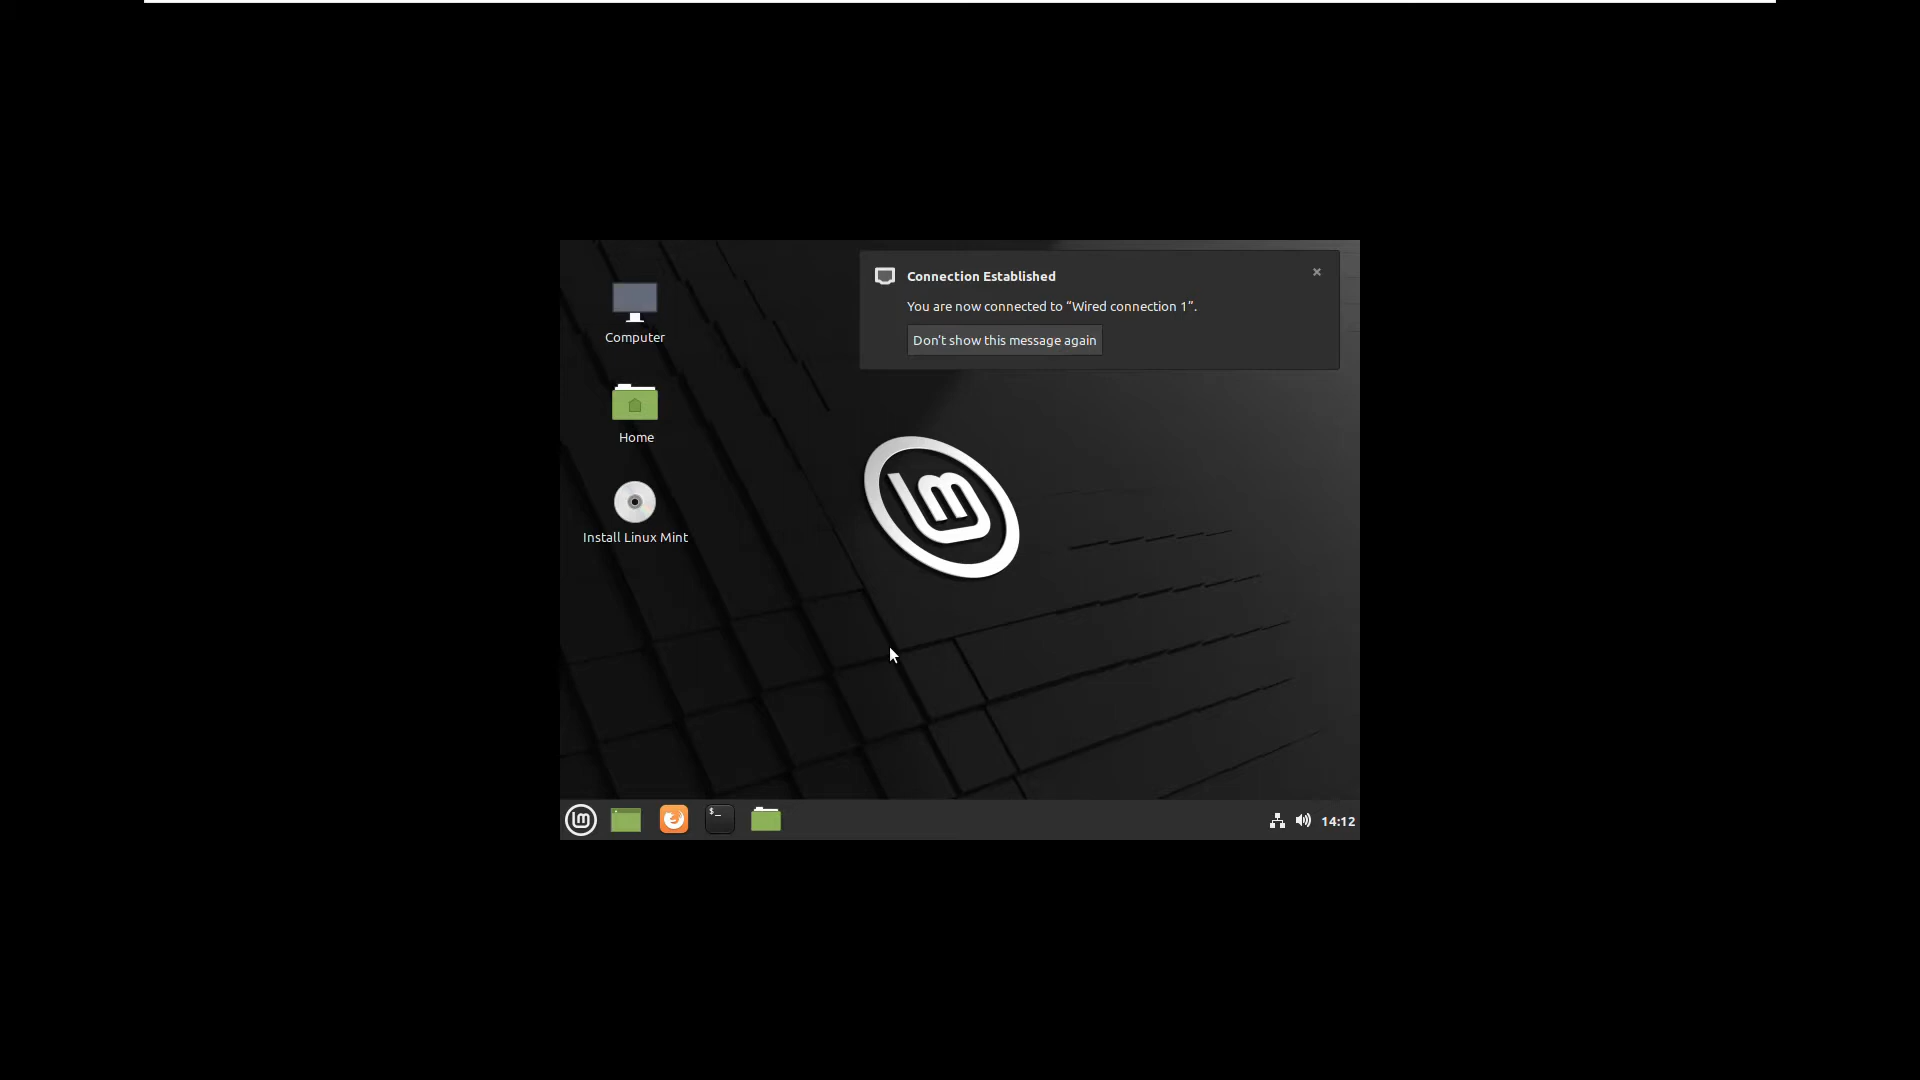 Connection Established
You are now connected to “Wired connection 1”.
Don't show this message again
Computer
Home
Install Linux Mint
$_
14:12